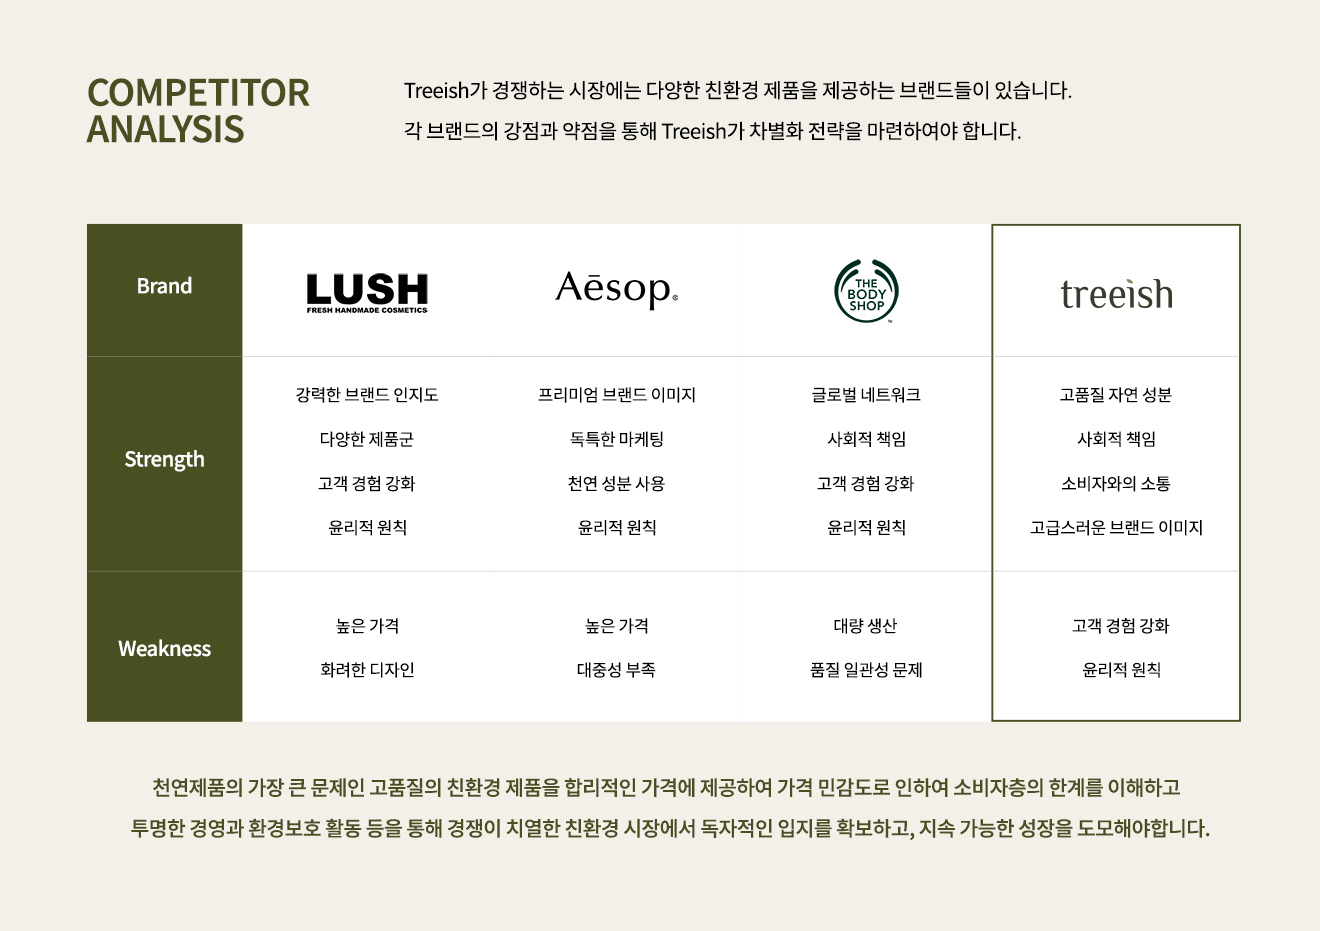 COMPETITOR
ANALYSIS
Treeish가 경쟁하는 시장에는 다양한 친환경 제품을 제공하는 브랜드들이 있습니다.
각 브랜드의 강점과 약점을 통해 Treeish가 차별화 전략을 마련하여야 합니다.
Brand
LUSH
FRESH HANDMADE COSMETICS
Aēsop®
THE
BODY
SHOP
™
treeish
Strength
강력한 브랜드 인지도
다양한 제품군
고객 경험 강화
윤리적 원칙
프리미엄 브랜드 이미지
독특한 마케팅
천연 성분 사용
윤리적 원칙
글로벌 네트워크
사회적 책임
고객 경험 강화
윤리적 원칙
고품질 자연 성분
사회적 책임
소비자와의 소통
고급스러운 브랜드 이미지
Weakness
높은 가격
화려한 디자인
높은 가격
대중성 부족
대량 생산
품질 일관성 문제
고객 경험 강화
윤리적 원칙
천연제품의 가장 큰 문제인 고품질의 친환경 제품을 합리적인 가격에 제공하여 가격 민감도로 인하여 소비자층의 한계를 이해하고
투명한 경영과 환경보호 활동 등을 통해 경쟁이 치열한 친환경 시장에서 독자적인 입지를 확보하고, 지속 가능한 성장을 도모해야합니다.